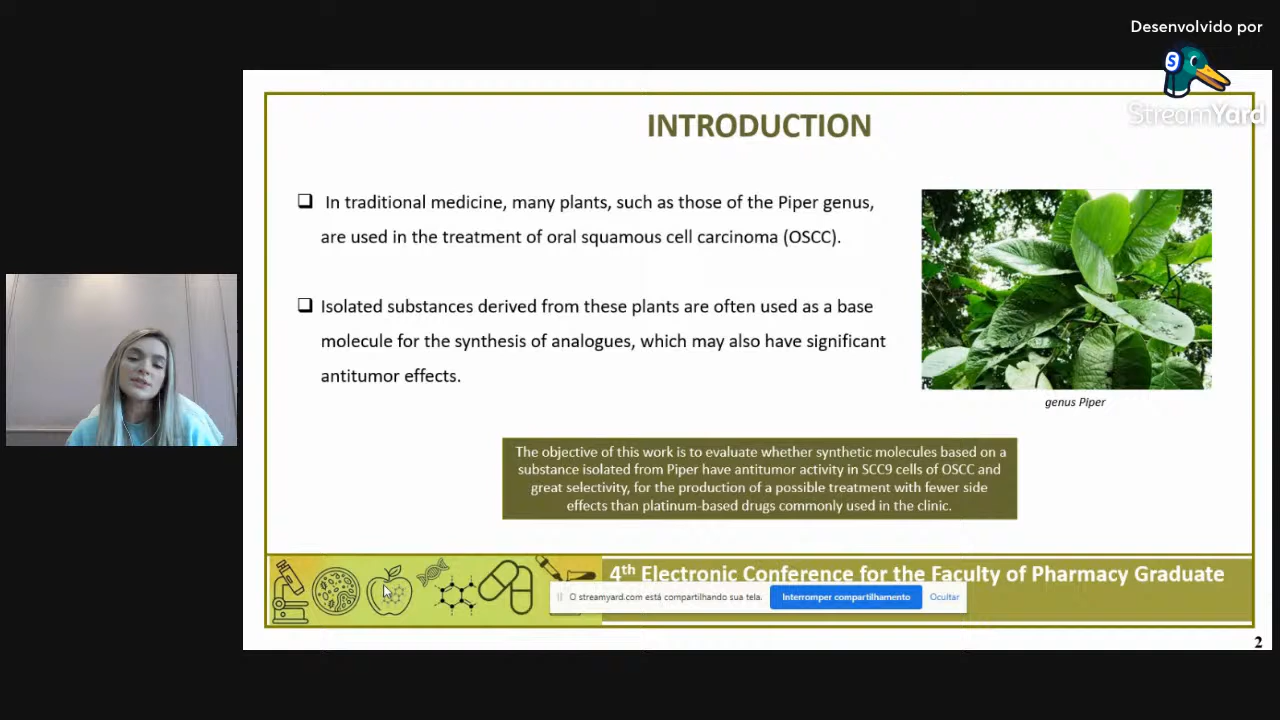 Desenvolvido por
S
StreamYard
INTRODUCTION
❑ In traditional medicine, many plants, such as those of the Piper genus,
are used in the treatment of oral squamous cell carcinoma (OSCC).
❑ Isolated substances derived from these plants are often used as a base
molecule for the synthesis of analogues, which may also have significant
antitumor effects.
genus Piper
The objective of this work is to evaluate whether synthetic molecules based on a
substance isolated from Piper have antitumor activity in SCC9 cells of OSCC and
great selectivity, for the production of a possible treatment with fewer side
effects than platinum-based drugs commonly used in the clinic.
4th Electronic Conference for the Faculty of Pharmacy Graduate
O streamyard.com está compartilhando sua tela. Interromper compartilhamento Ocultar
2